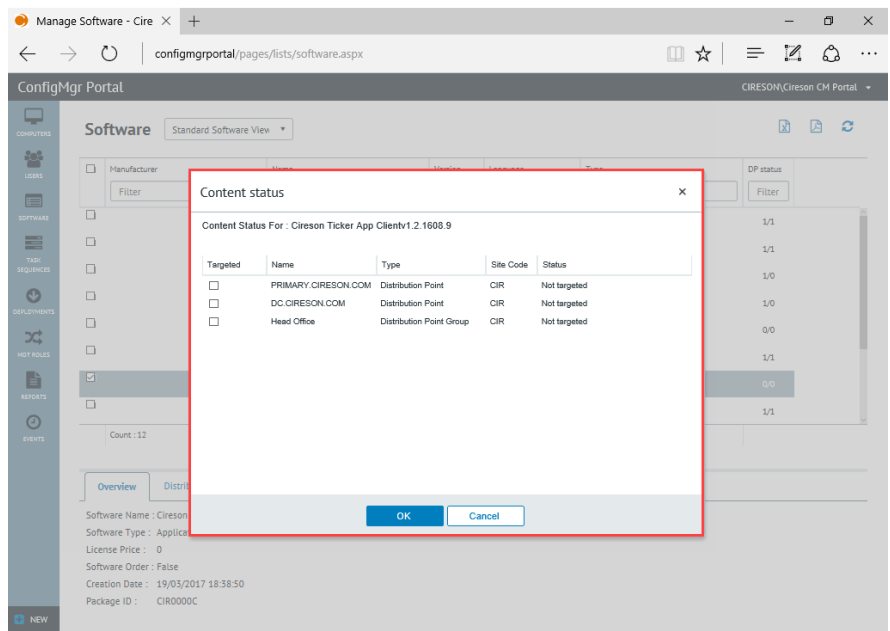 Manage Software - Cire
configmgrportal/pages/lists/software.aspx
ConfigMgr Portal
CIRESON\Cireson CM Portal
COMPUTERS
USERS
SOFTWARE
TASK SEQUENCES
DEPLOYMENTS
MGT ROLES
REPORTS
EVENTS
NEW
Software
Standard Software View
Manufacturer Name Version Language Type DP status
Filter
Filter
1/1
1/1
1/0
1/0
0/0
1/1
0/0
1/1
Count : 12
Content status
Content Status For : Cireson Ticker App Clientv1.2.1608.9
Targeted Name Type Site Code Status
PRIMARY.CIRESON.COM Distribution Point CIR Not targeted
DC.CIRESON.COM Distribution Point CIR Not targeted
Head Office Distribution Point Group CIR Not targeted
OK Cancel
Overview Distrib
Software Name : Cireson
Software Type : Applica
License Price : 0
Software Order : False
Creation Date : 19/03/2017 18:38:50
Package ID : CIR0000C